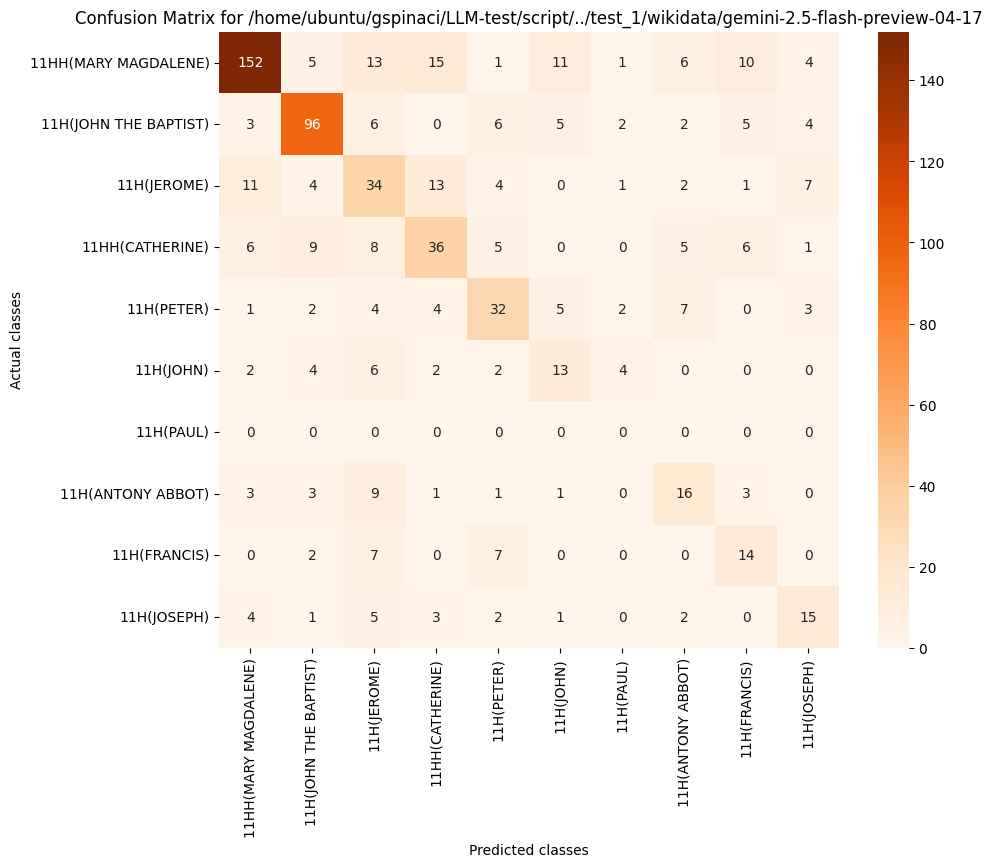 Confusion Matrix for /home/ubuntu/gspinaci/LLM-test/script/../test_1/wikidata/gemini-2.5-flash-preview-04-17
11HH(MARY MAGDALENE) 152 5 13 15 1 11 1 6 10 4
11H(JOHN THE BAPTIST) 3 96 6 0 6 5 2 2 5 4
11H(JEROME) 11 4 34 13 4 0 1 2 1 7
11HH(CATHERINE) 6 9 8 36 5 0 0 5 6 1
11H(PETER) 1 2 4 4 32 5 2 7 0 3
11H(JOHN) 2 4 6 2 2 13 4 0 0 0
11H(PAUL) 0 0 0 0 0 0 0 0 0 0
11H(ANTONY ABBOT) 3 3 9 1 1 1 0 16 3 0
11H(FRANCIS) 0 2 7 0 7 0 0 0 14 0
11H(JOSEPH) 4 1 5 3 2 1 0 2 0 15
Actual classes
11HH(MARY MAGDALENE)
11H(JOHN THE BAPTIST)
11H(JEROME)
11HH(CATHERINE)
11H(PETER)
11H(JOHN)
11H(PAUL)
11H(ANTONY ABBOT)
11H(FRANCIS)
11H(JOSEPH)
Predicted classes
140
120
100
80
60
40
20
0